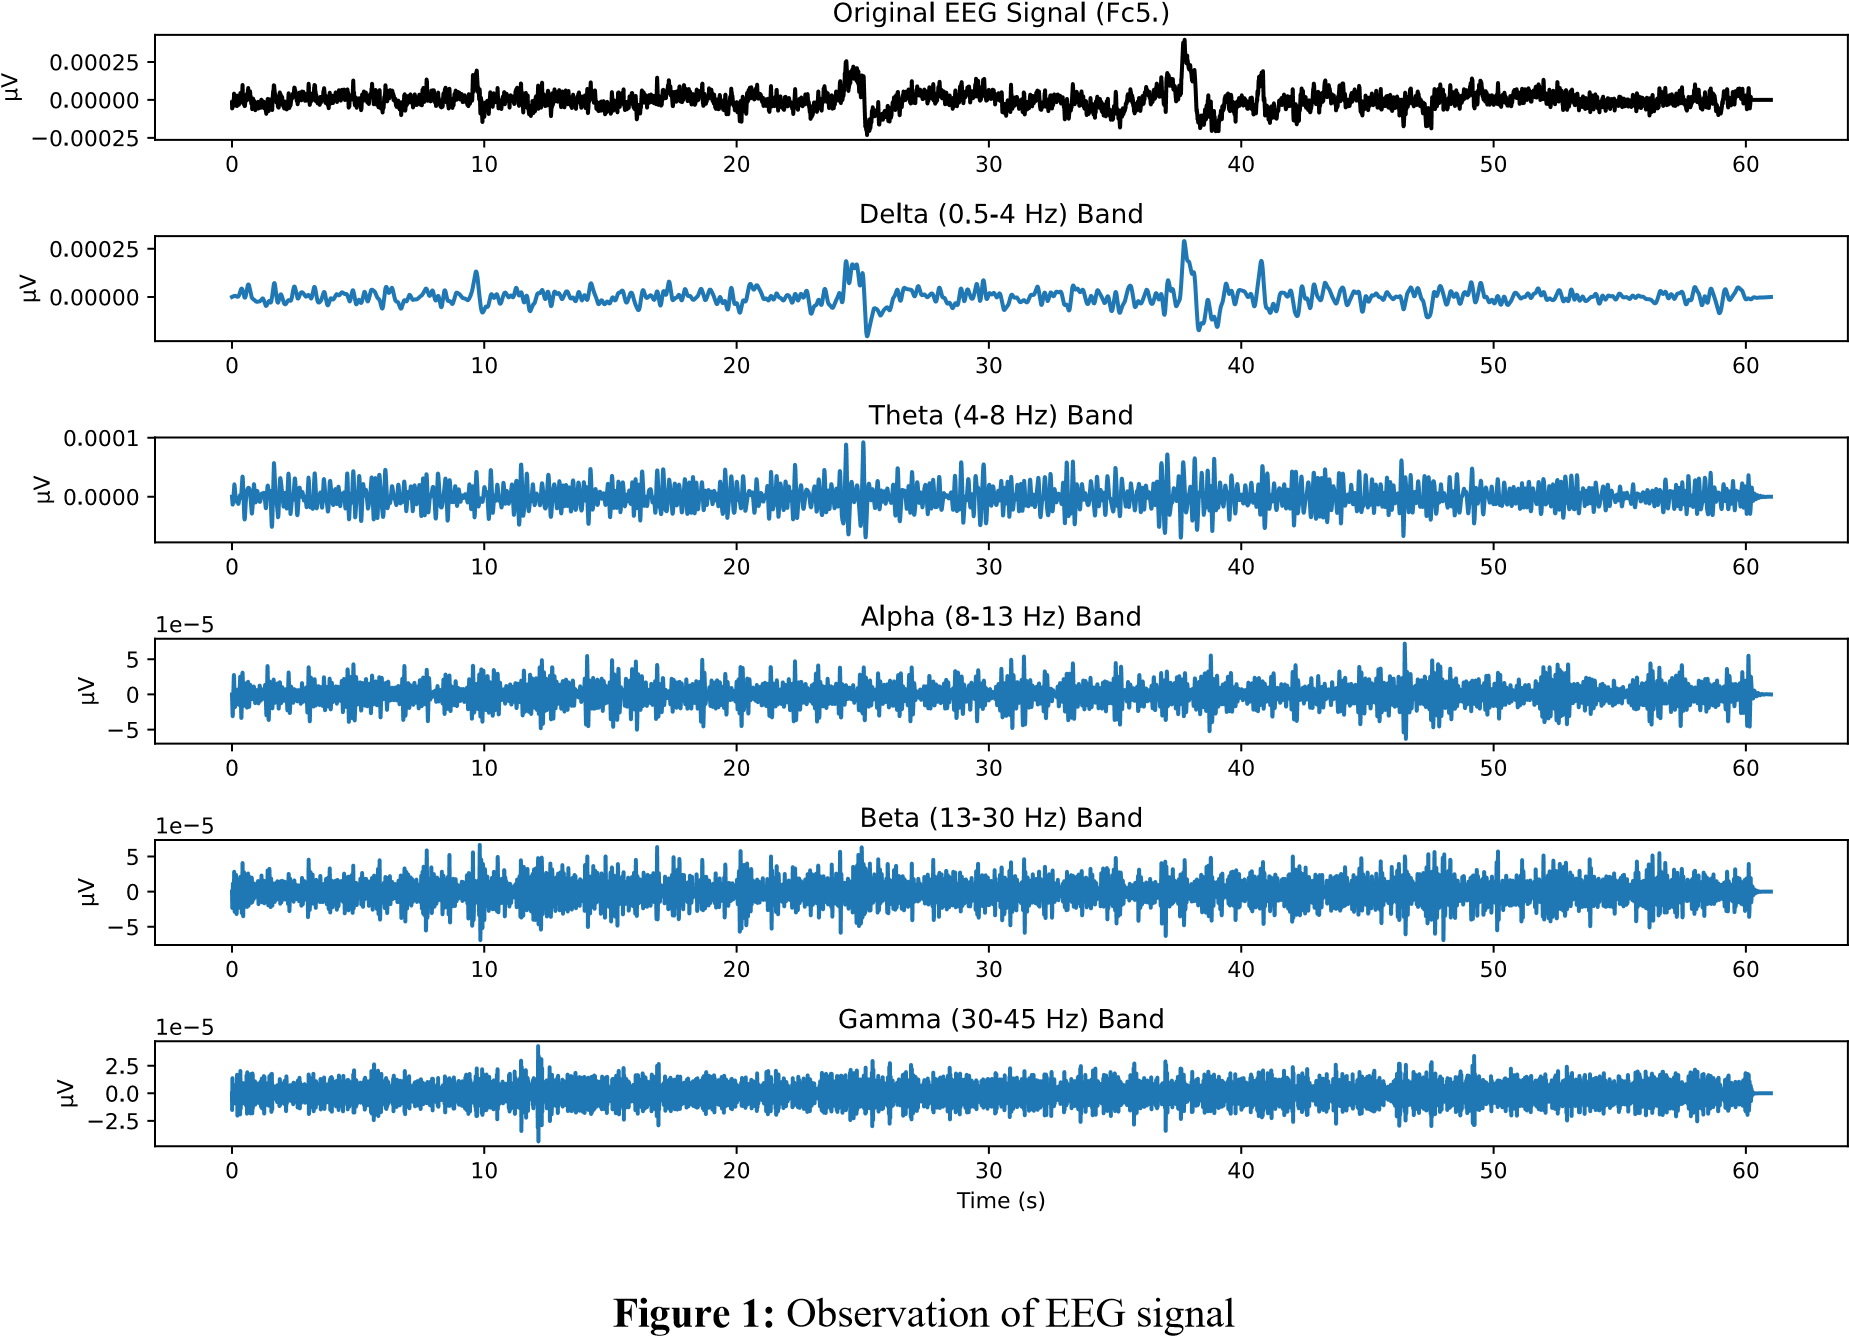 Original EEG Signal (Fc5.)
µV
0.00025
0.00000
−0.00025
0 10 20 30 40 50 60
Delta (0.5-4 Hz) Band
µV
0.00025
0.00000
0 10 20 30 40 50 60
Theta (4-8 Hz) Band
µV
0.0001
0.0000
0 10 20 30 40 50 60
Alpha (8-13 Hz) Band
1e−5
µV
5
0
−5
0 10 20 30 40 50 60
Beta (13-30 Hz) Band
1e−5
µV
5
0
−5
0 10 20 30 40 50 60
Gamma (30-45 Hz) Band
1e−5
µV
2.5
0.0
−2.5
0 10 20 30 40 50 60
Time (s)
Figure 1: Observation of EEG signal